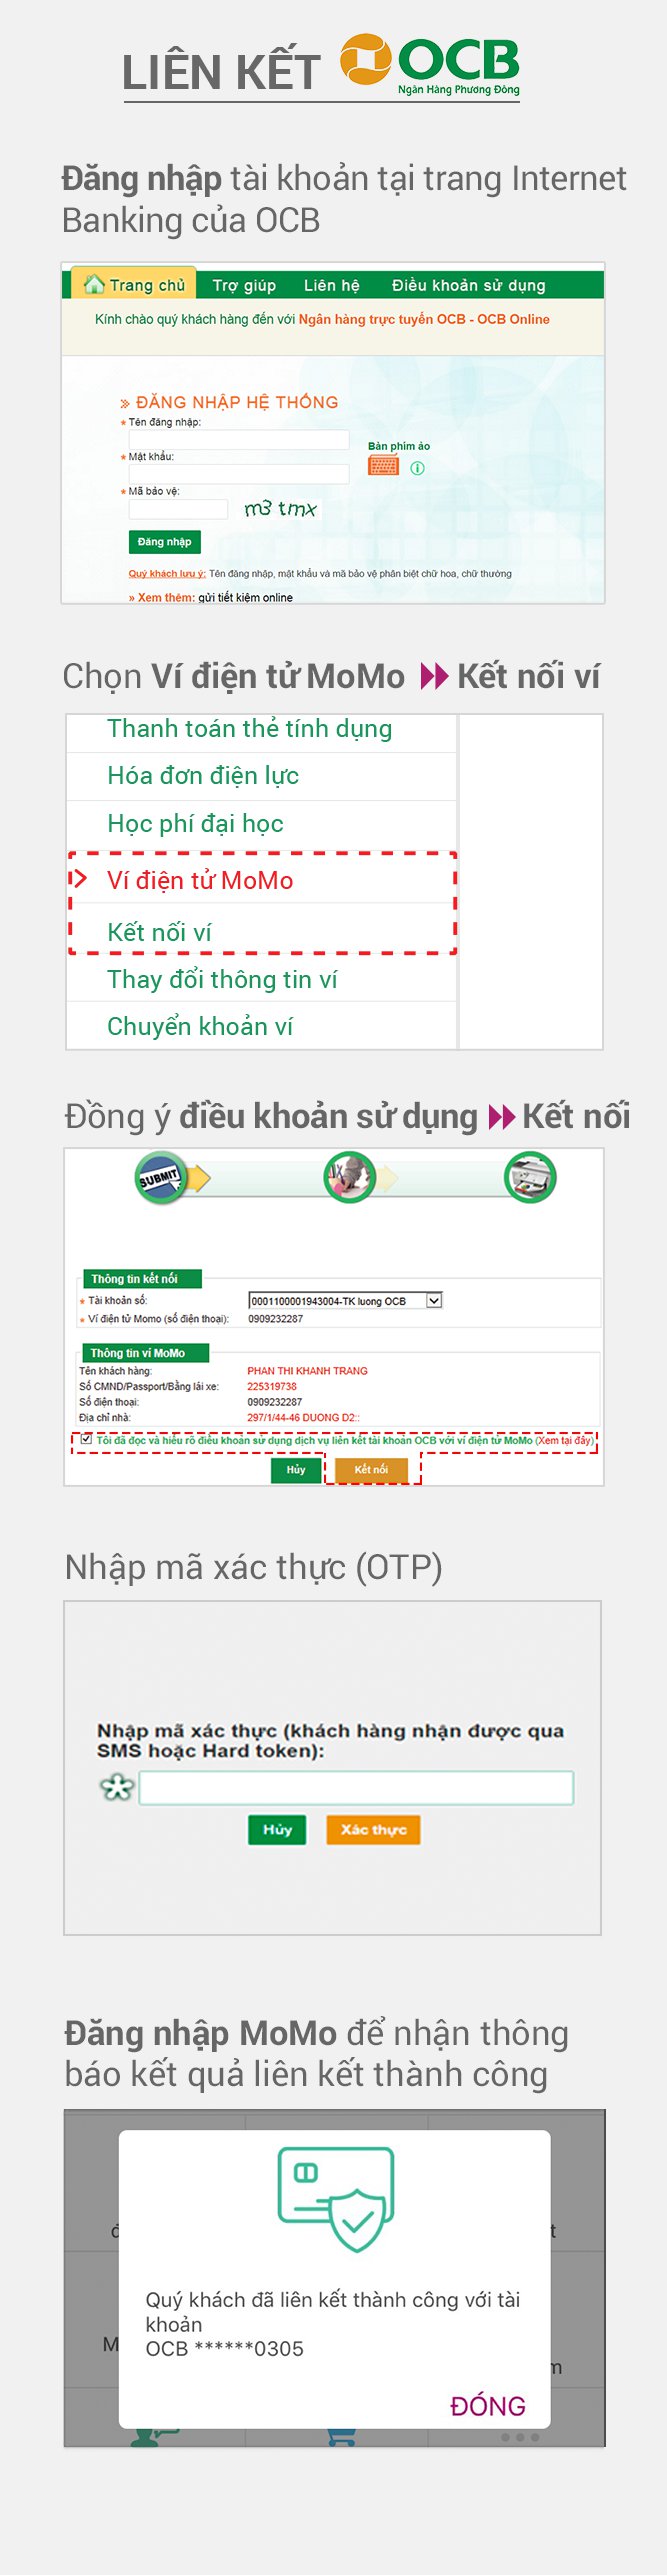 LIÊN KẾT OCB
Ngân Hàng Phương Đông
Đăng nhập tài khoản tại trang Internet
Banking của OCB
Trang chủ Trợ giúp Liên hệ Điều khoản sử dụng
Kính chào quý khách hàng đến với Ngân hàng trực tuyến OCB - OCB Online
» ĐĂNG NHẬP HỆ THỐNG
* Tên đăng nhập:
Bàn phím ảo
* Mật khẩu:
* Mã bảo vệ:
m3 tmx
Đăng nhập
Quý khách lưu ý: Tên đăng nhập, mật khẩu và mã bảo vệ phân biệt chữ hoa, chữ thường
» Xem thêm: gửi tiết kiệm online
Chọn Ví điện tử MoMo Kết nối ví
Thanh toán thẻ tính dụng
Hóa đơn điện lực
Học phí đại học
Ví điện tử MoMo
Kết nối ví
Thay đổi thông tin ví
Chuyển khoản ví
Đồng ý điều khoản sử dụng Kết nối
SUBMIT
Thông tin kết nối
* Tài khoản số: 0001100001943004-TK luong OCB
* Ví điện tử Momo (số điện thoại): 0909232287
Thông tin ví MoMo
Tên khách hàng: PHAN THI KHANH TRANG
Số CMND/Passport/Bằng lái xe: 225319738
Số điện thoại: 0909232287
Địa chỉ nhà: 297/1/44-46 DUONG D2::
Tôi đã đọc và hiểu rõ điều khoản sử dụng dịch vụ liên kết tài khoản OCB với ví điện tử MoMo (Xem tại đây)
Hủy Kết nối
Nhập mã xác thực (OTP)
Nhập mã xác thực (khách hàng nhận được qua
SMS hoặc Hard token):
Hủy Xác thực
Đăng nhập MoMo để nhận thông
báo kết quả liên kết thành công
Quý khách đã liên kết thành công với tài
khoản
OCB ******0305
ĐÓNG